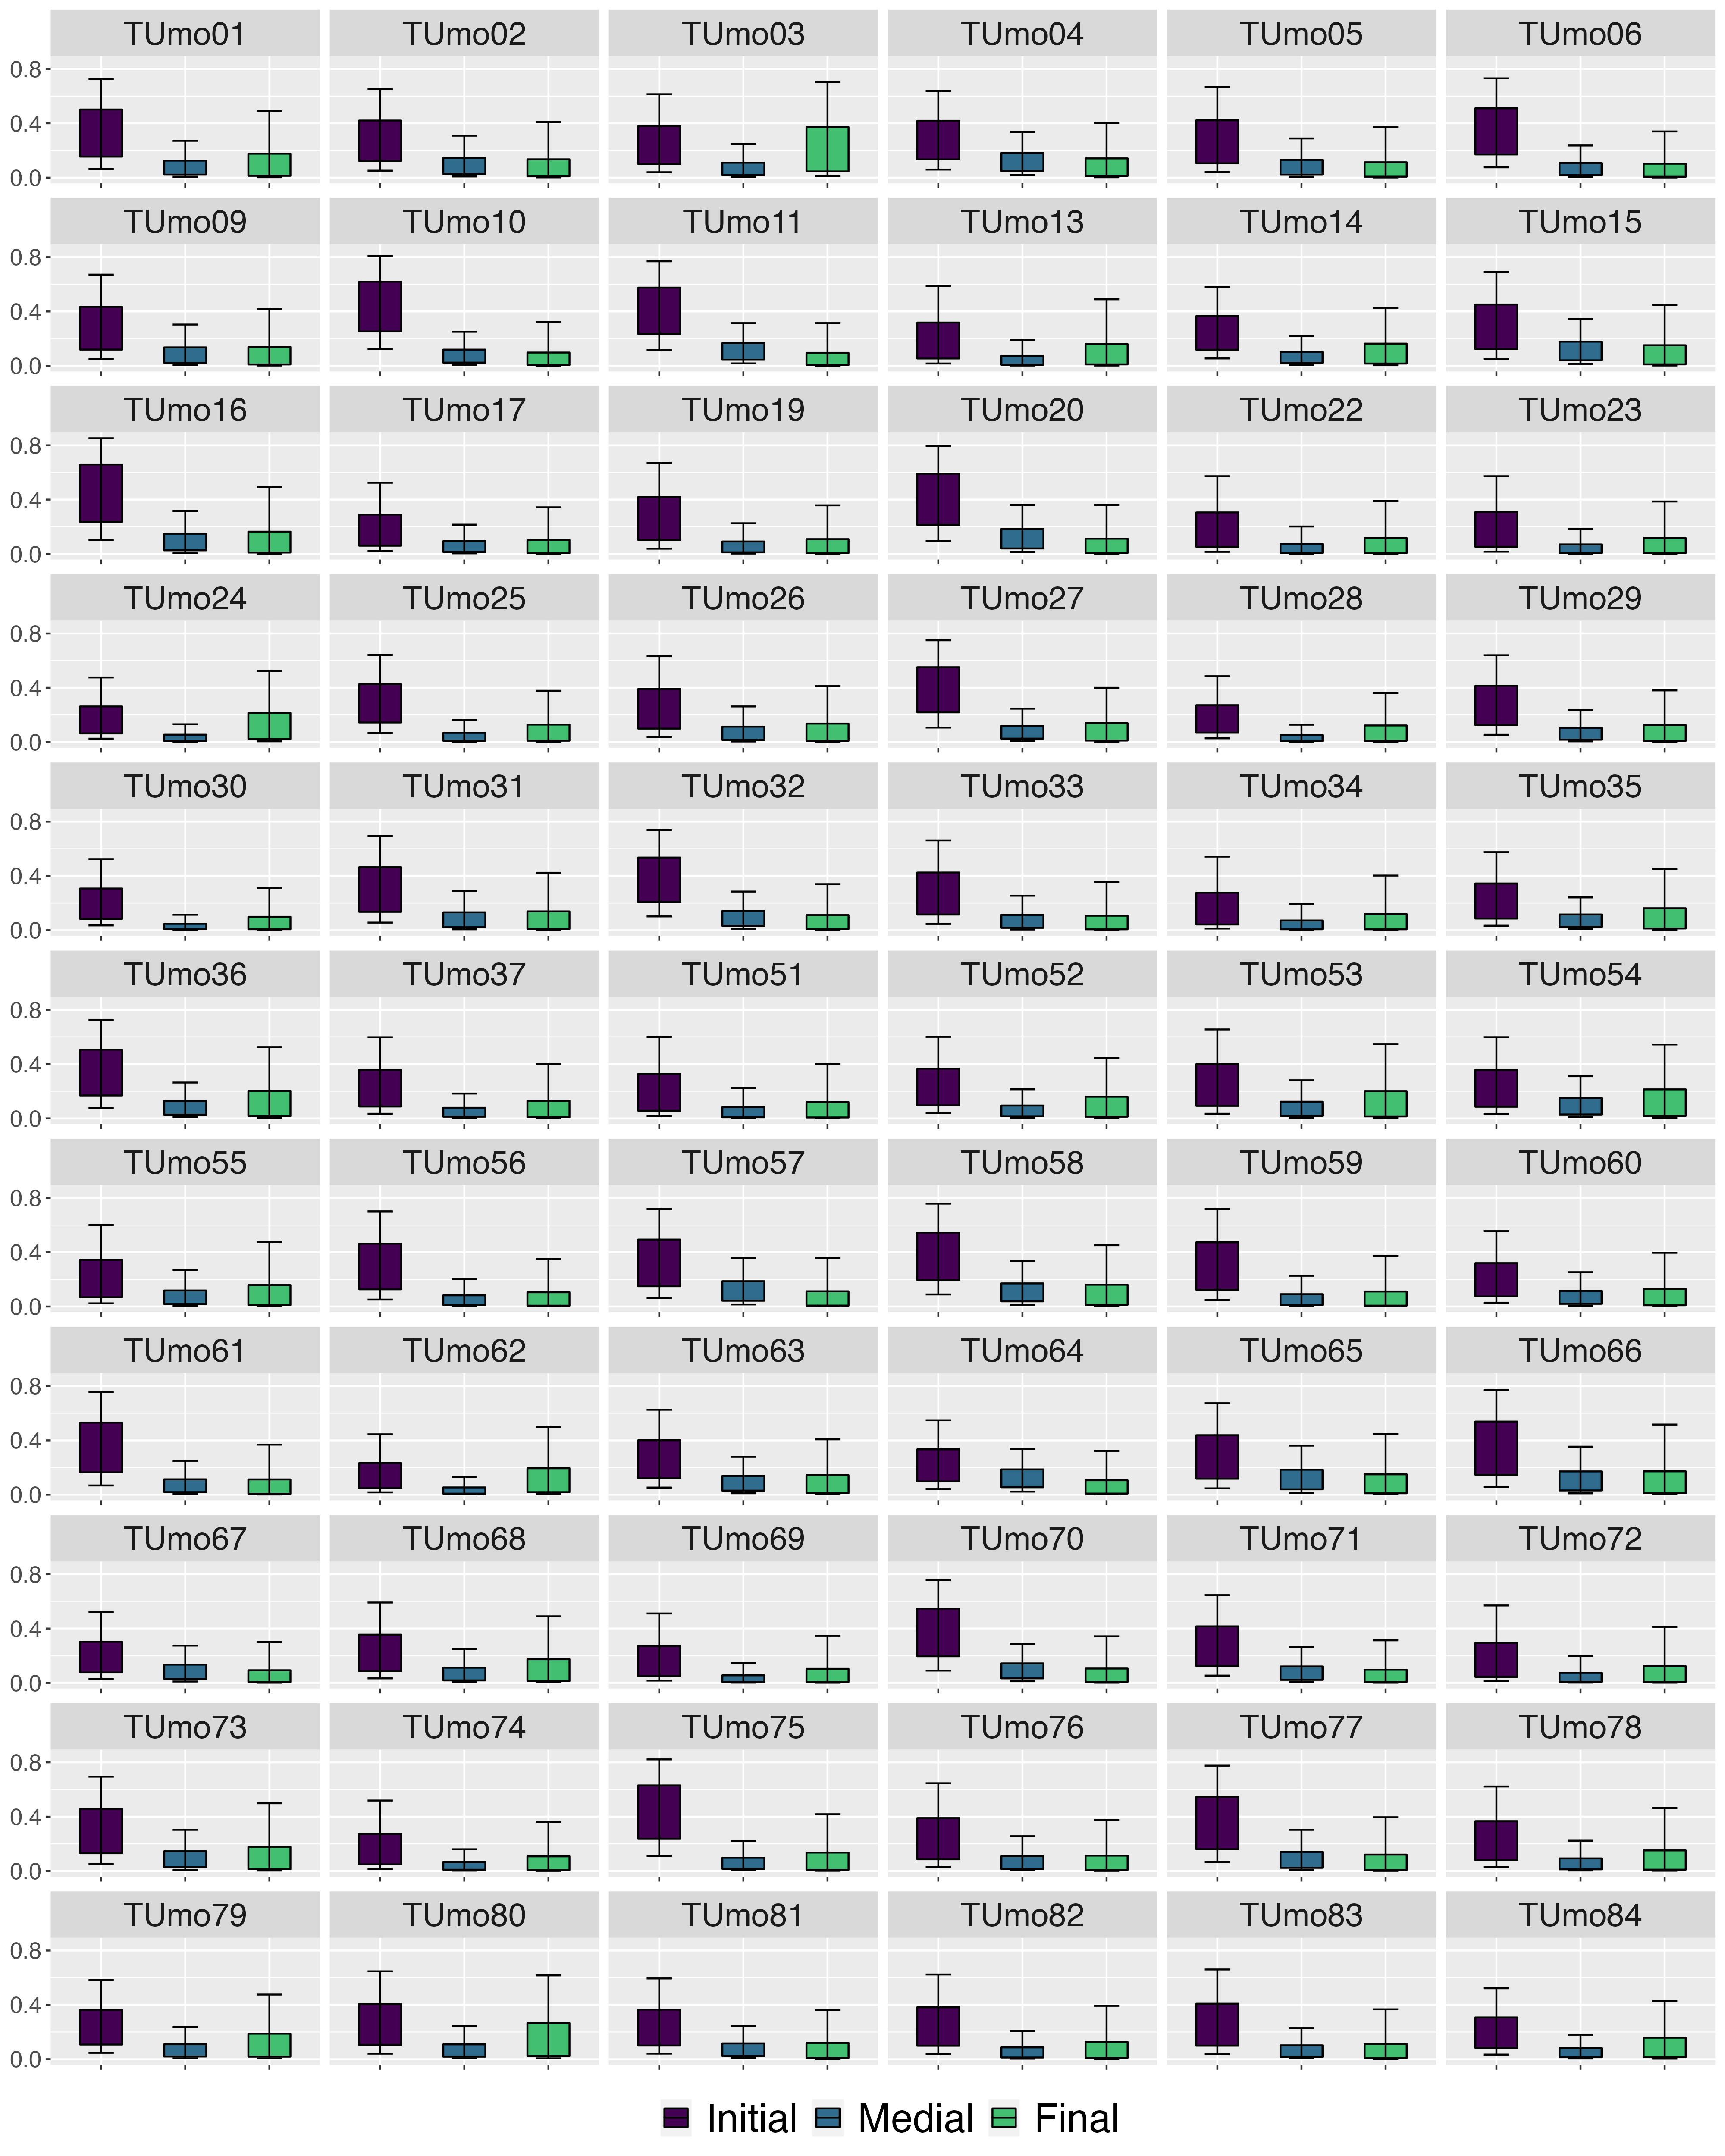 TUmo01 TUmo02 TUmo03 TUmo04 TUmo05 TUmo06
0.8
0.4
0.0
TUmo09 TUmo10 TUmo11 TUmo13 TUmo14 TUmo15
0.8
0.4
0.0
TUmo16 TUmo17 TUmo19 TUmo20 TUmo22 TUmo23
0.8
0.4
0.0
TUmo24 TUmo25 TUmo26 TUmo27 TUmo28 TUmo29
0.8
0.4
0.0
TUmo30 TUmo31 TUmo32 TUmo33 TUmo34 TUmo35
0.8
0.4
0.0
TUmo36 TUmo37 TUmo51 TUmo52 TUmo53 TUmo54
0.8
0.4
0.0
TUmo55 TUmo56 TUmo57 TUmo58 TUmo59 TUmo60
0.8
0.4
0.0
TUmo61 TUmo62 TUmo63 TUmo64 TUmo65 TUmo66
0.8
0.4
0.0
TUmo67 TUmo68 TUmo69 TUmo70 TUmo71 TUmo72
0.8
0.4
0.0
TUmo73 TUmo74 TUmo75 TUmo76 TUmo77 TUmo78
0.8
0.4
0.0
TUmo79 TUmo80 TUmo81 TUmo82 TUmo83 TUmo84
0.8
0.4
0.0
Initial Medial Final